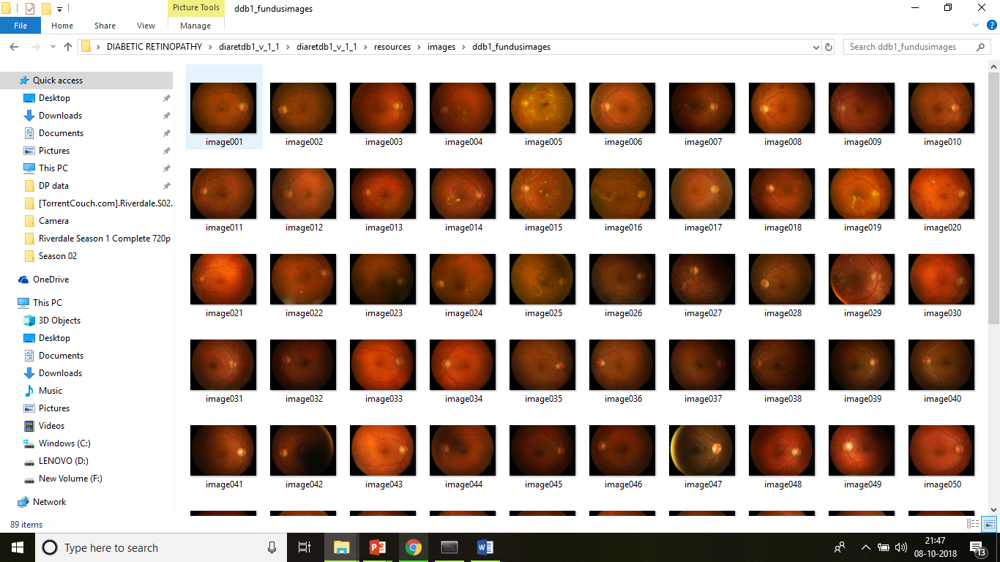 Picture Tools
ddb1_fundusimages
File
Home
Share
View
Manage
DIABETIC RETINOPATHY
diaretdb1_v_1_1
diaretdb1_v_1_1
resources
images
ddb1_fundusimages
Search ddb1_fundusimages
Quick access
Desktop
Downloads
Documents
Pictures
This PC
DP data
[TorrentCouch.com].Riverdale.S02.
Camera
Riverdale Season 1 Complete 720p
Season 02
OneDrive
This PC
3D Objects
Desktop
Documents
Downloads
Music
Pictures
Videos
Windows (C:)
LENOVO (D:)
New Volume (F:)
Network
image001 image002 image003 image004 image005 image006 image007 image008 image009 image010
image011 image012 image013 image014 image015 image016 image017 image018 image019 image020
image021 image022 image023 image024 image025 image026 image027 image028 image029 image030
image031 image032 image033 image034 image035 image036 image037 image038 image039 image040
image041 image042 image043 image044 image045 image046 image047 image048 image049 image050
89 items
Type here to search
21:47
08-10-2018
13